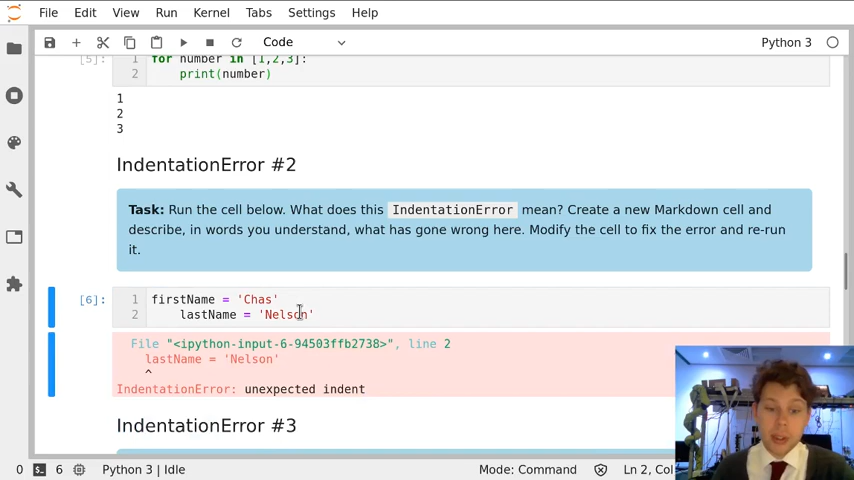 File Edit View Run Kernel Tabs Settings Help
Code Python 3
[5]: 1 for number in [1,2,3]:
2 print(number)
1
2
3
IndentationError #2
Task: Run the cell below. What does this IndentationError mean? Create a new Markdown cell and
describe, in words you understand, what has gone wrong here. Modify the cell to fix the error and re-run
it.
[6]: 1 firstName = 'Chas'
2 lastName = 'Nelson'
File "<ipython-input-6-94503ffb2738>", line 2
lastName = 'Nelson'
^
IndentationError: unexpected indent
IndentationError #3
0 6 Python 3 | Idle Mode: Command Ln 2, Col